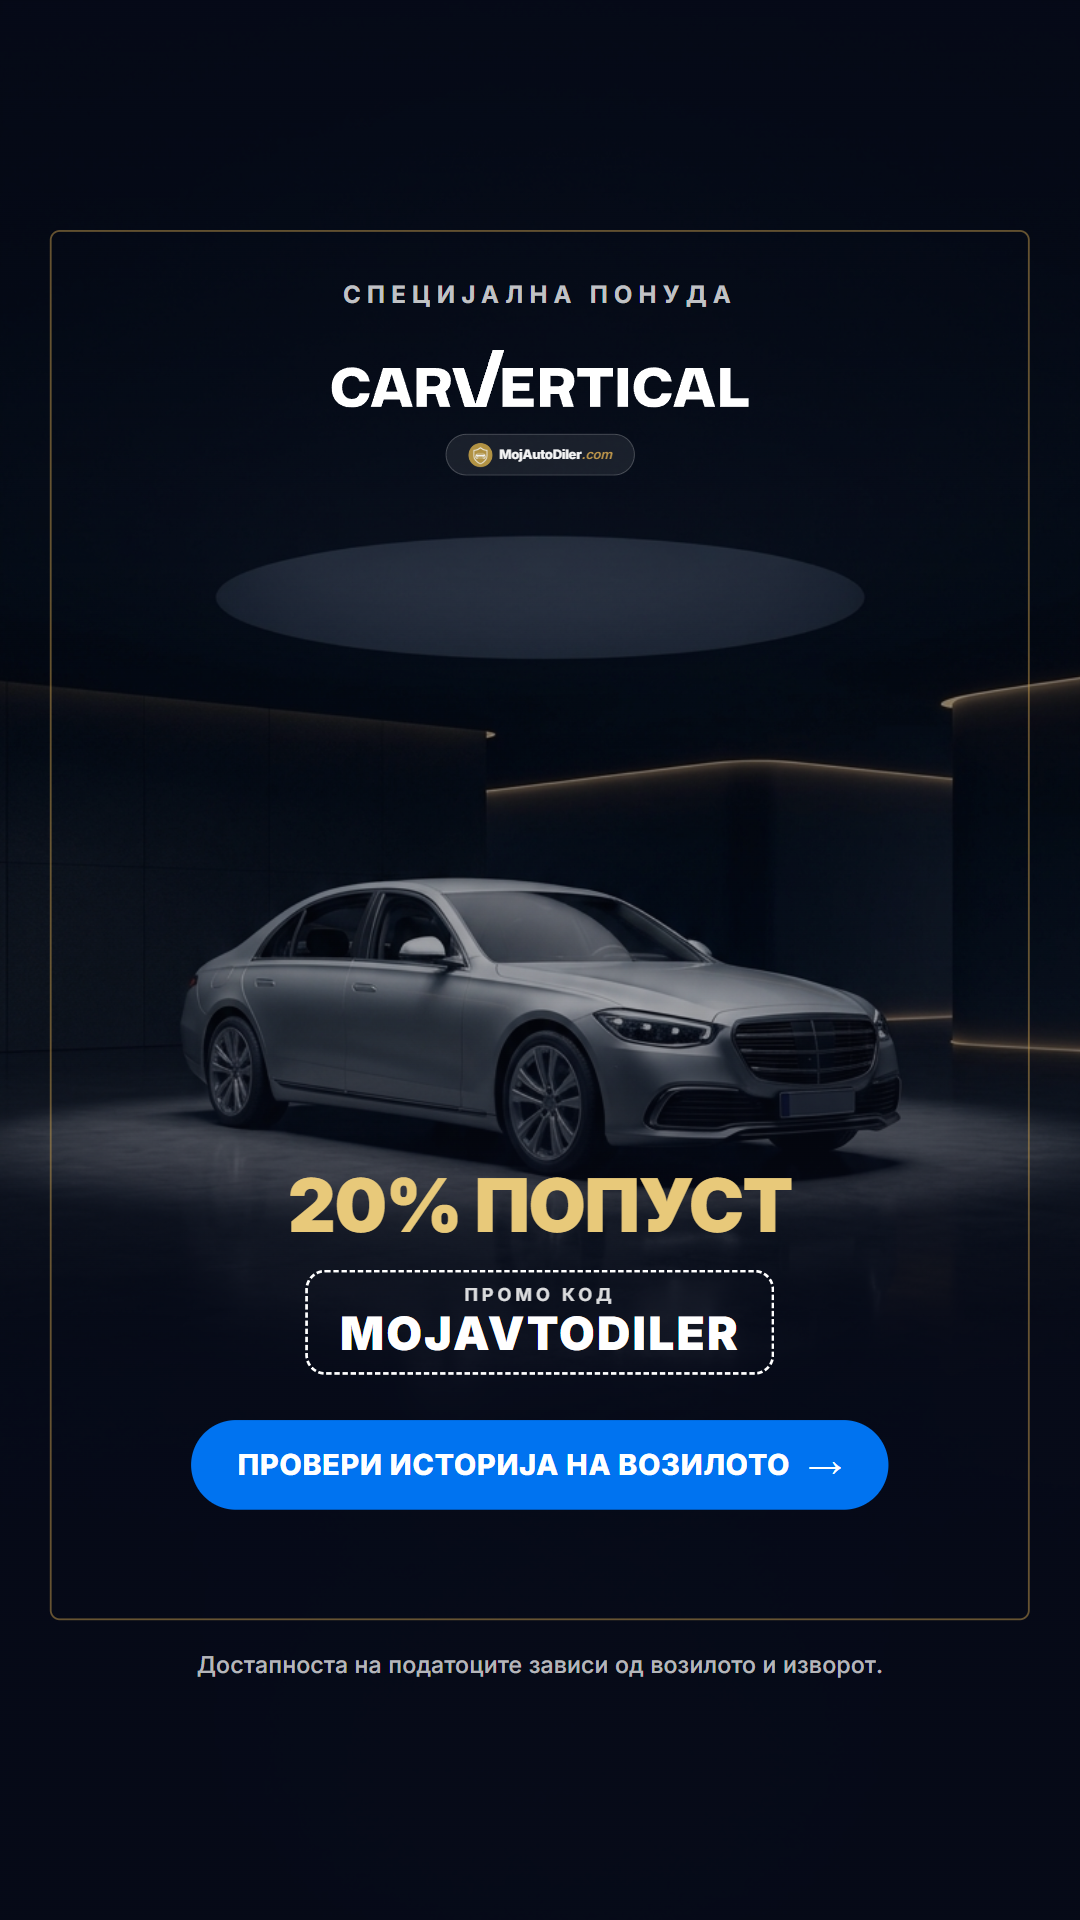 СПЕЦИЈАЛНА ПОНУДА
CARVERTICAL
MojAutoDiler.com
20% ПОПУСТ
ПРОМО КОД
MOJAVTODILER
ПРОВЕРИ ИСТОРИЈА НА ВОЗИЛОТО →
Достапноста на податоците зависи од возилото и изворот.